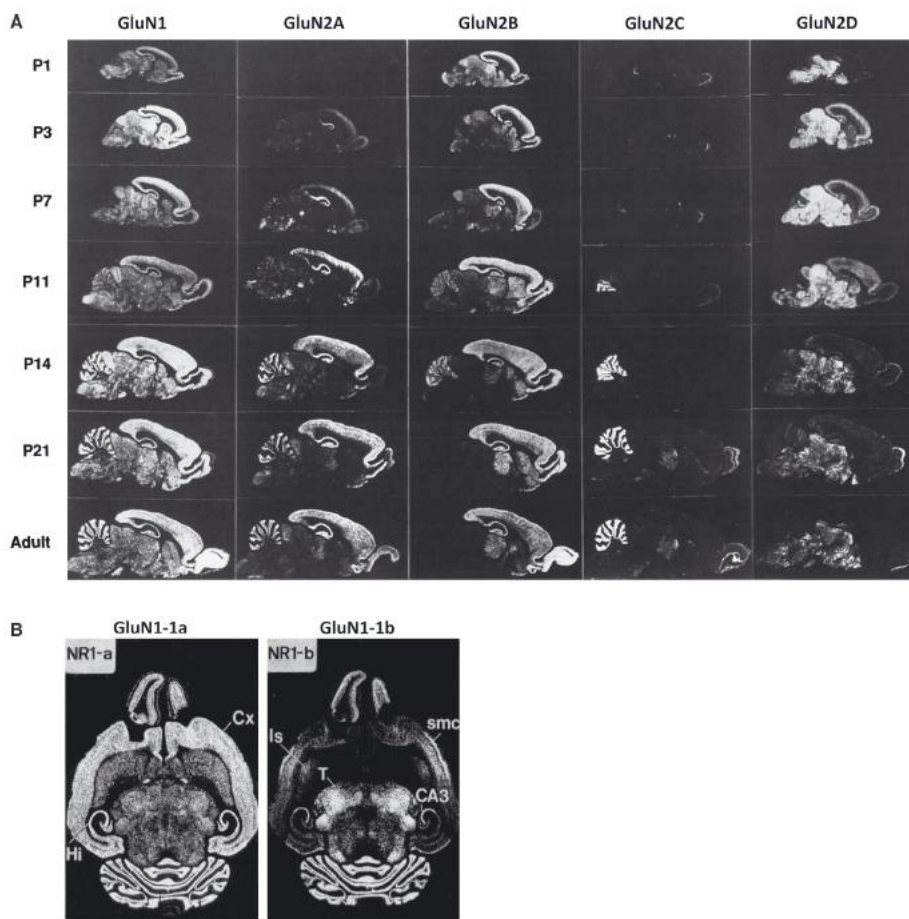 A
GluN1 GluN2A GluN2B GluN2C GluN2D
P1
P3
P7
P11
P14
P21
Adult
B
GluN1-1a GluN1-1b
NR1-a NR1-b
Cx
ls
smc
T
CA3
Hi